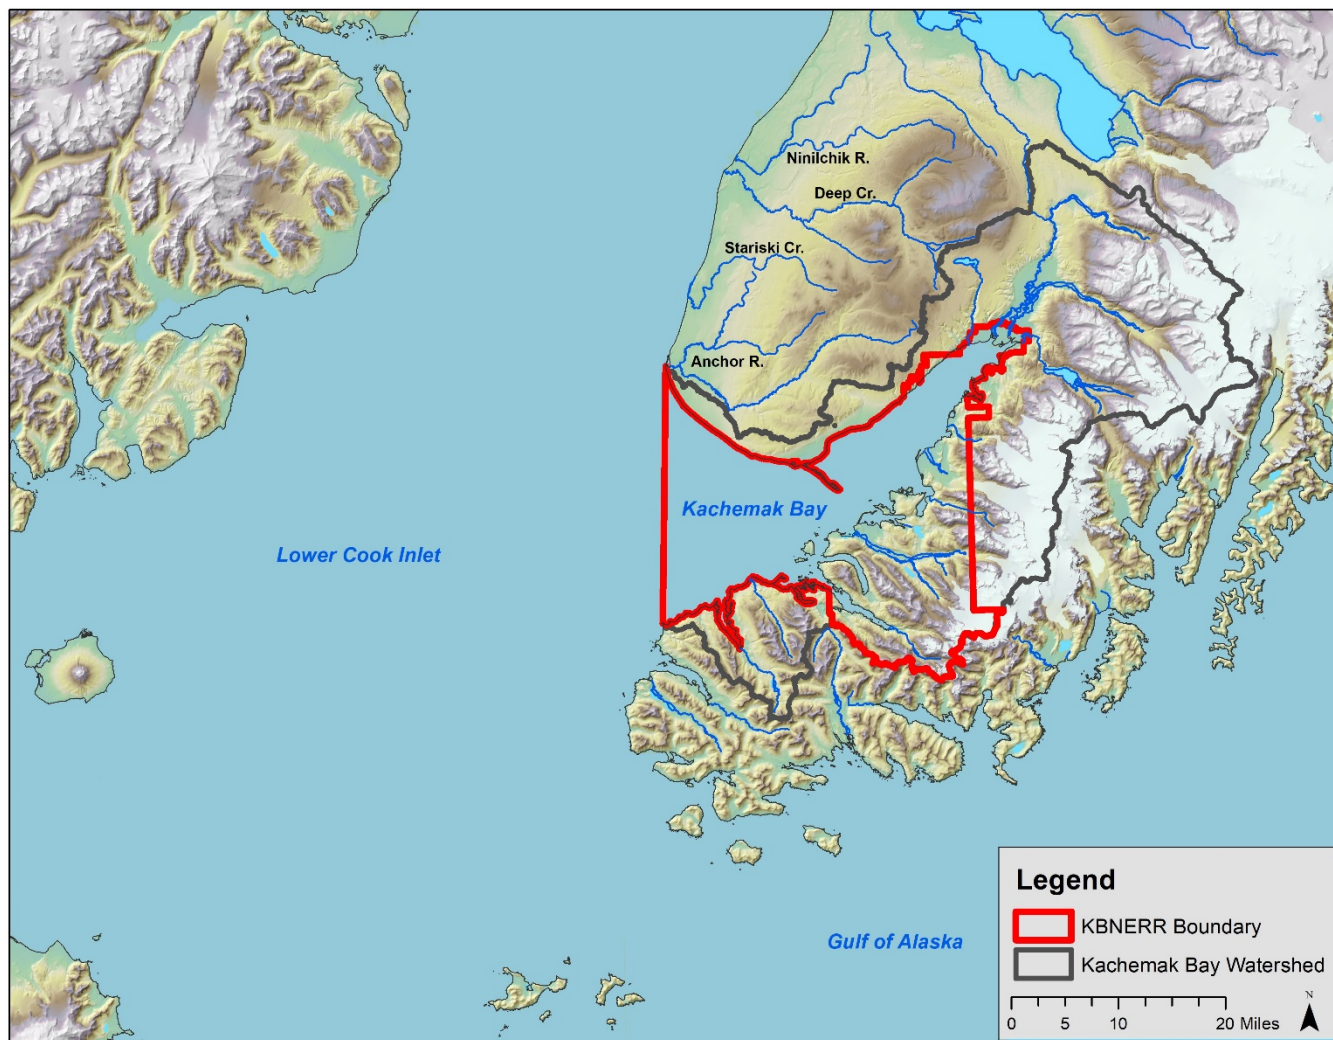 Ninilchik R.
Deep Cr.
Stariski Cr.
Anchor R.
Kachemak Bay
Lower Cook Inlet
Gulf of Alaska
Legend
KBNERR Boundary
Kachemak Bay Watershed
N
0 5 10 20 Miles